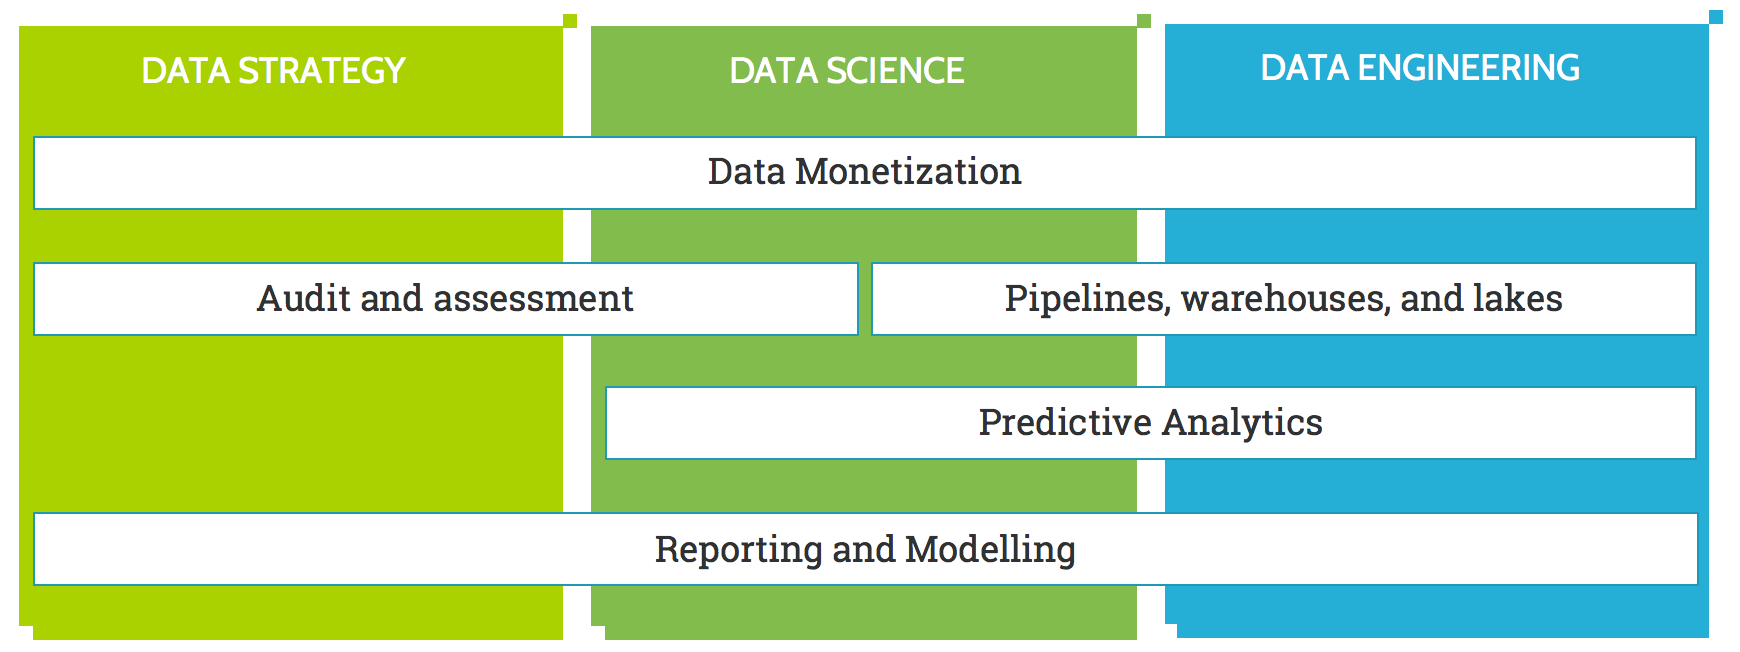 DATA STRATEGY
DATA SCIENCE
DATA ENGINEERING
Data Monetization
Audit and assessment
Pipelines, warehouses, and lakes
Predictive Analytics
Reporting and Modelling